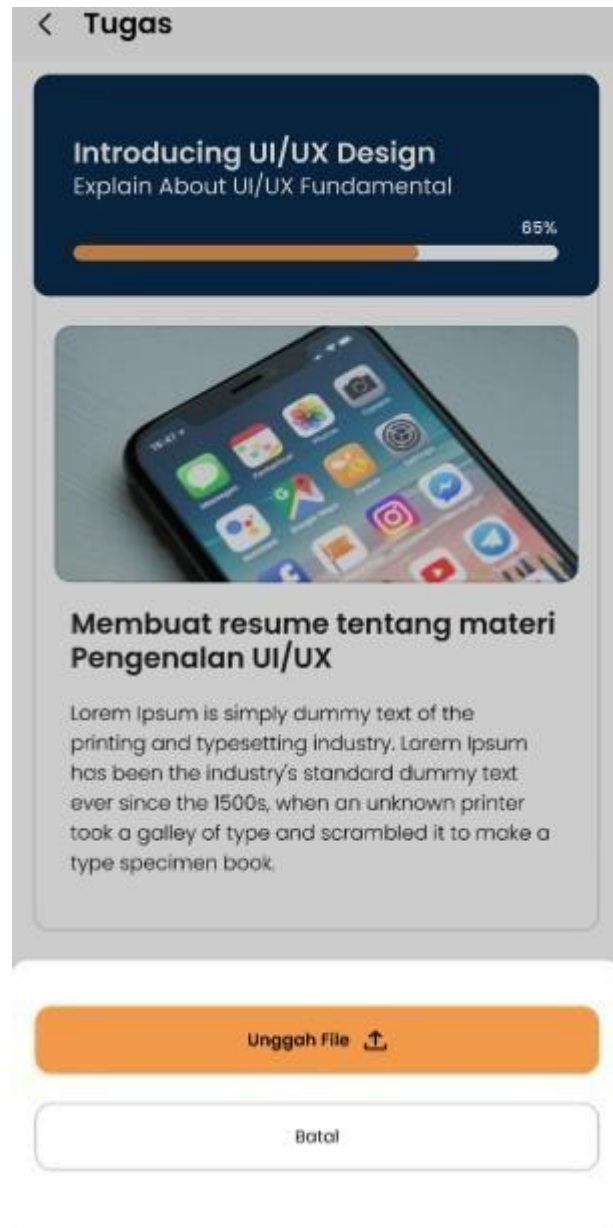 Tugas
Introducing UI/UX Design
Explain About UI/UX Fundamental
65%
Membuat resume tentang materi
Pengenalan UI/UX
Lorem Ipsum is simply dummy text of the
printing and typesetting industry. Lorem Ipsum
has been the industry's standard dummy text
ever since the 1500s, when an unknown printer
took a galley of type and scrambled it to make a
type specimen book.
Unggah File
Batal